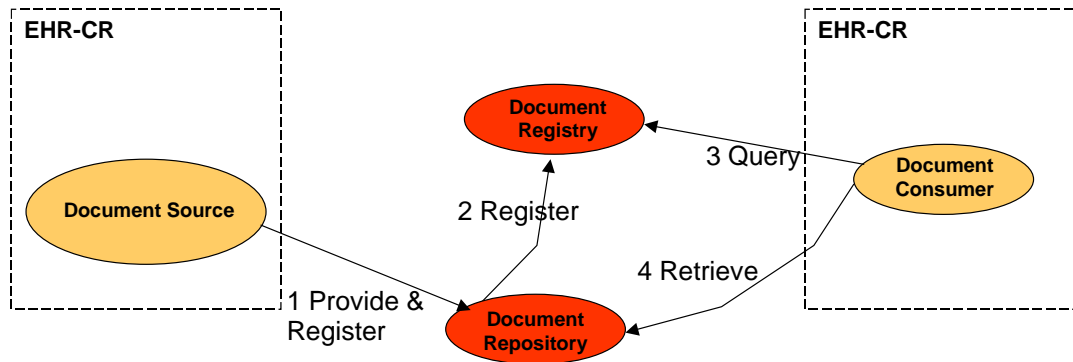 EHR-CR
EHR-CR
Document
Registry
3 Query
Document
Consumer
Document Source
2 Register
4 Retrieve
1 Provide &
Register
Document
Repository